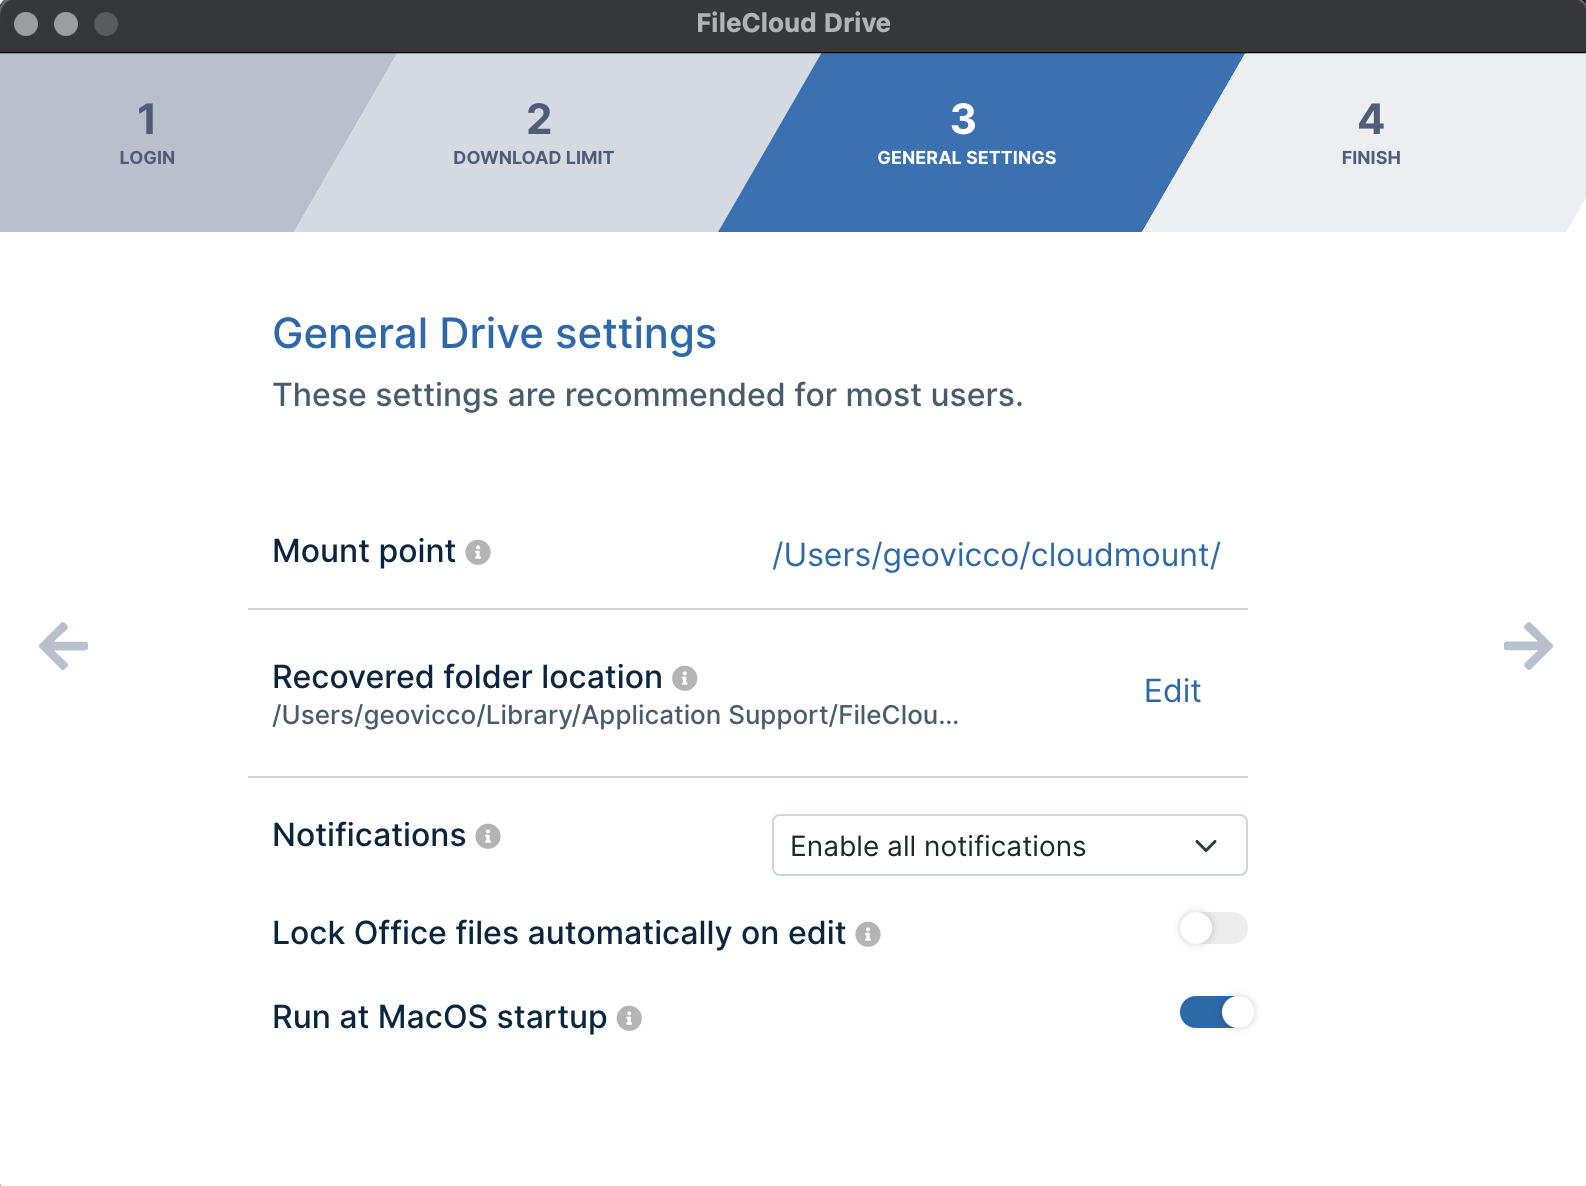 FileCloud Drive
1
LOGIN
2
DOWNLOAD LIMIT
3
GENERAL SETTINGS
4
FINISH
General Drive settings
These settings are recommended for most users.
Mount point
/Users/geovicco/cloudmount/
Recovered folder location
/Users/geovicco/Library/Application Support/FileClou...
Edit
Notifications
Enable all notifications
Lock Office files automatically on edit
Run at MacOS startup